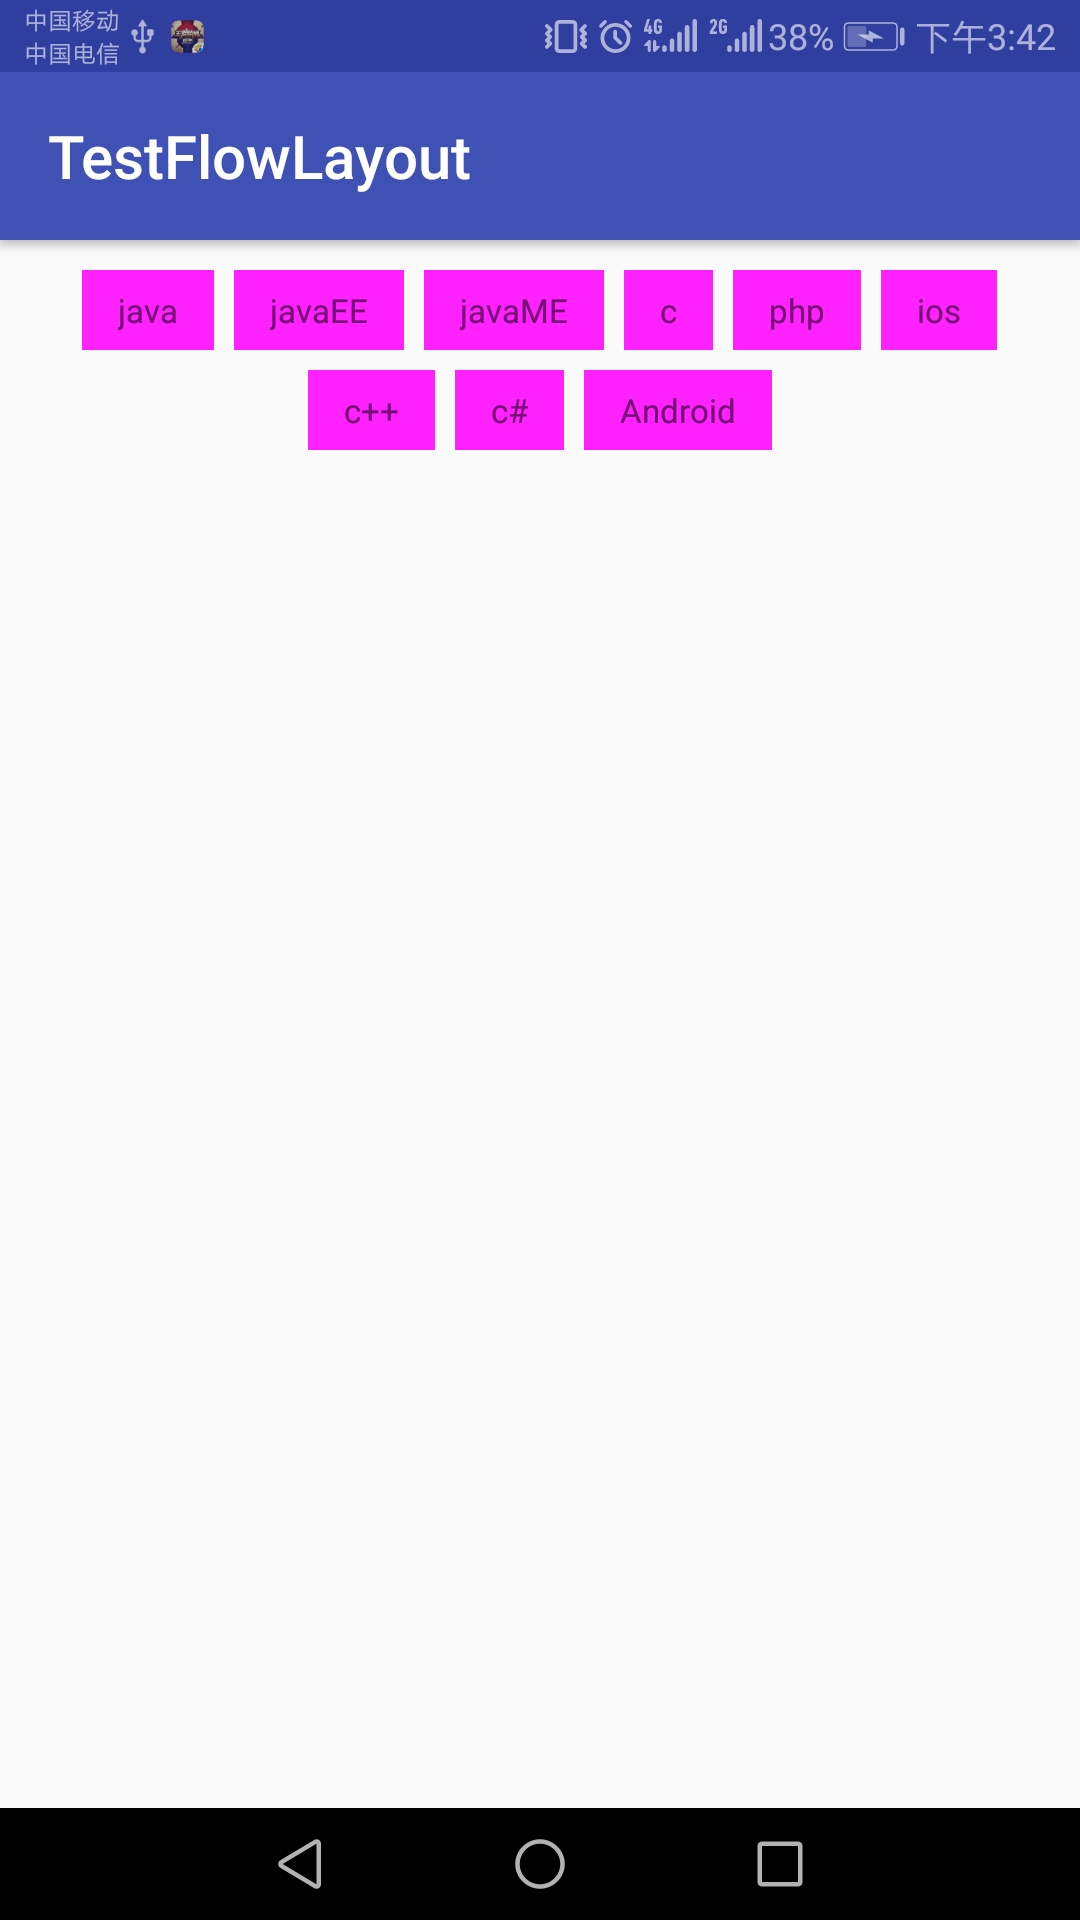 中国移动
中国电信
4G 2G 38% 下午3:42
TestFlowLayout
java javaEE javaME c php ios
c++ c# Android